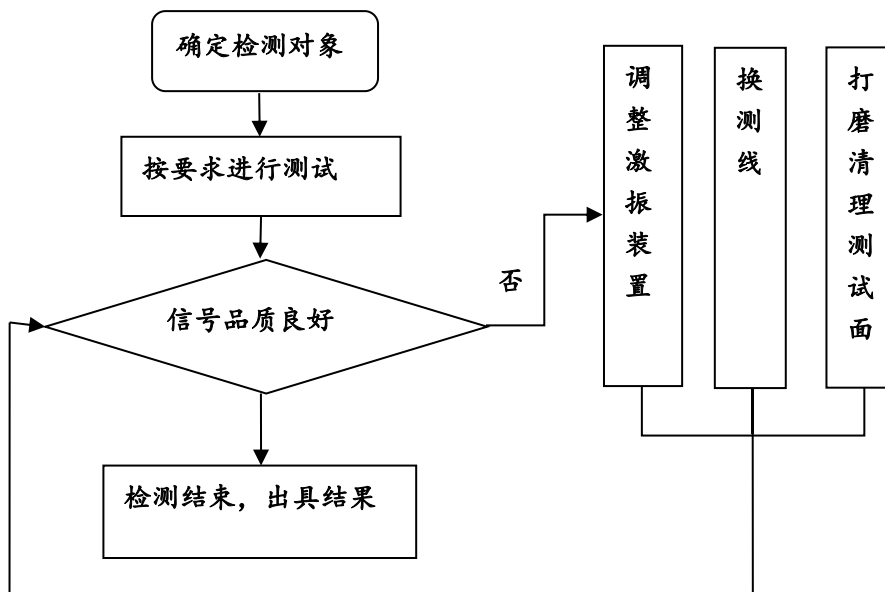 确定检测对象
按要求进行测试
信号品质良好
否
检测结束，出具结果
调整激振装置
换测线
打磨清理测试面